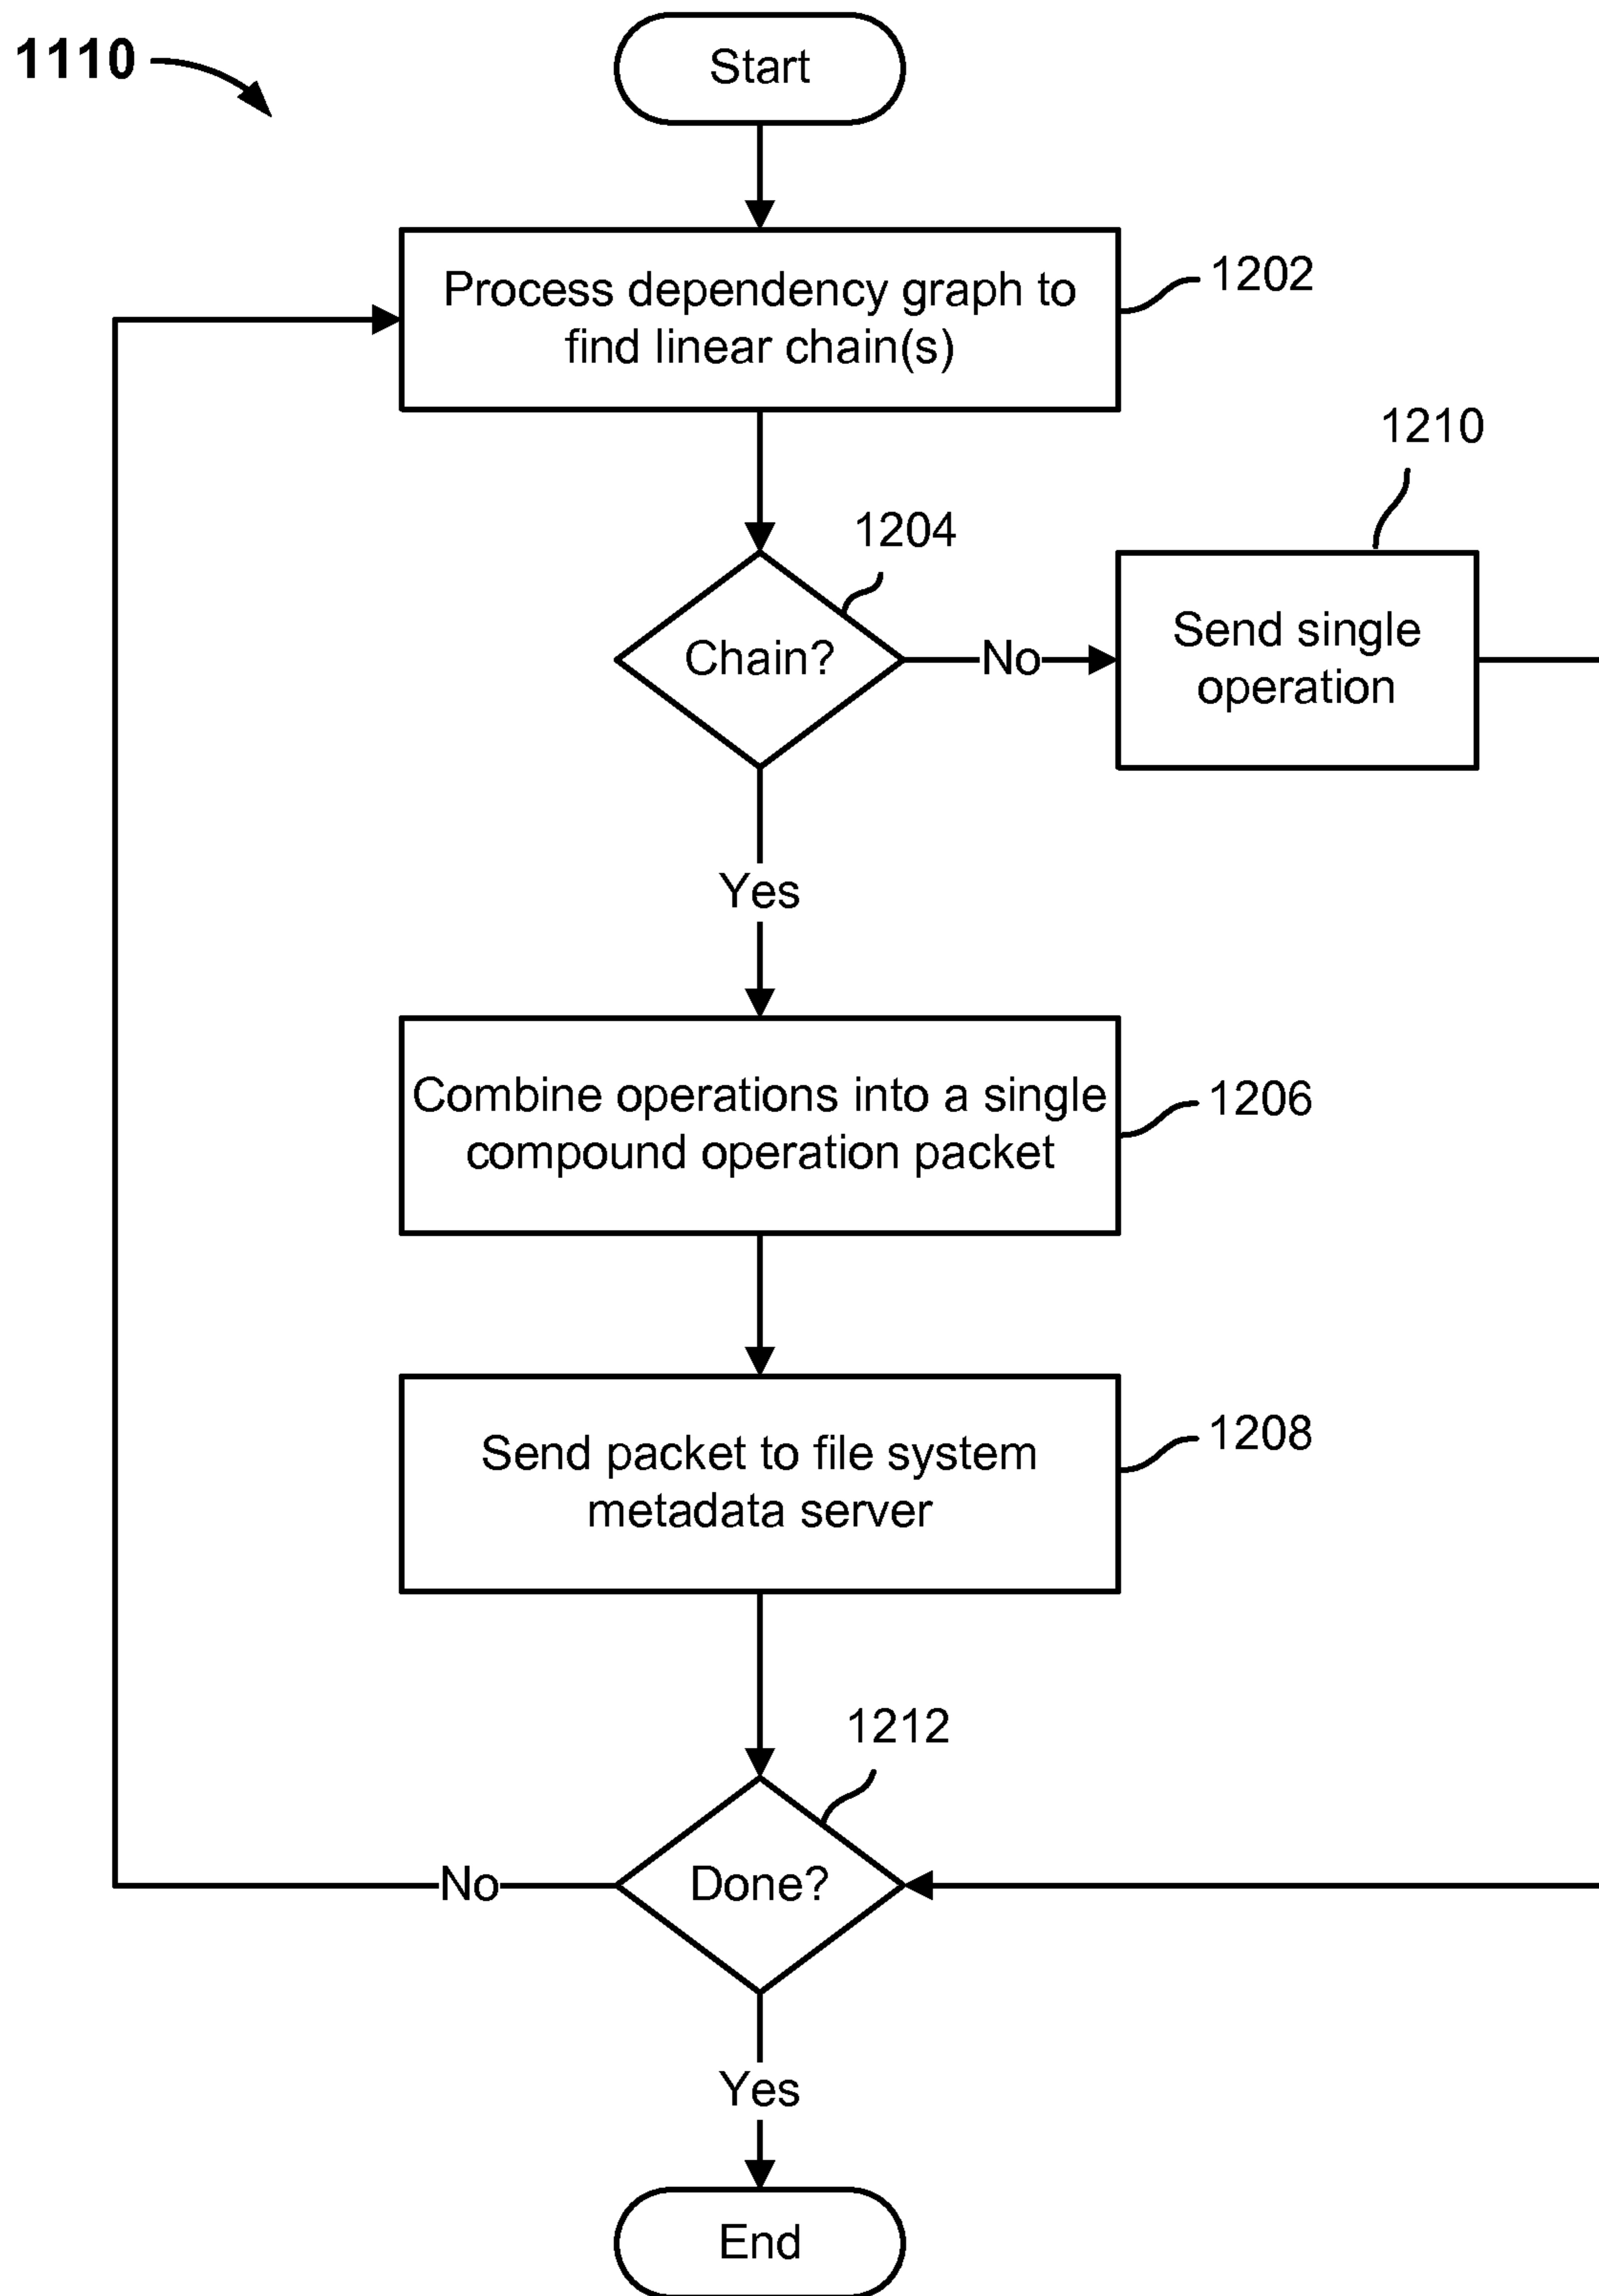 1110
Start
Process dependency graph to
find linear chain(s)
1202
1204
Chain?
No
1210
Send single
operation
Yes
Combine operations into a single
compound operation packet
1206
Send packet to file system
metadata server
1208
1212
Done?
No
Yes
End